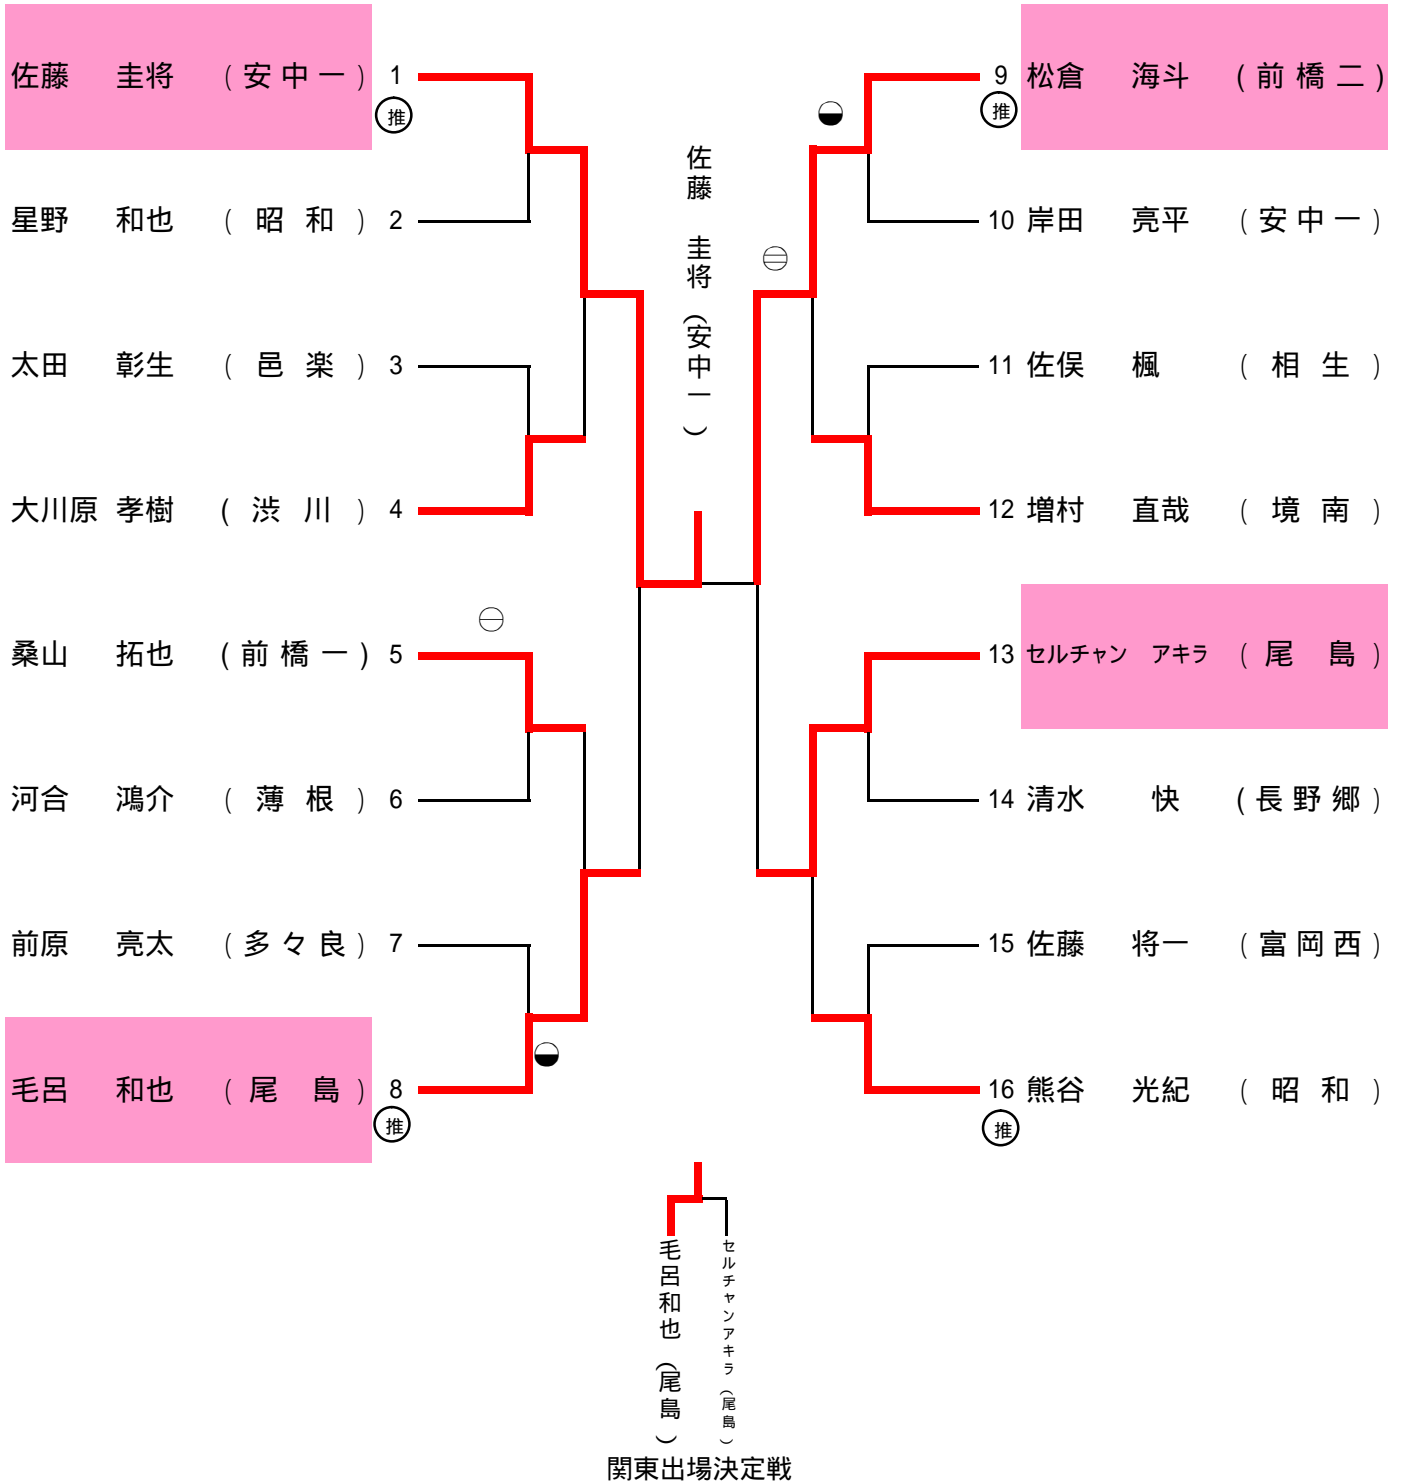 佐藤 圭将 (安中一) 1
推
星野 和也 (昭和) 2
太田 彰生 (邑楽) 3
大川原 孝樹 (渋川) 4
桑山 拓也 (前橋一) 5
河合 鴻介 (薄根) 6
前原 亮太 (多々良) 7
毛呂 和也 (尾島) 8
推
佐藤 圭将 (安中一)
9 松倉 海斗 (前橋二)
推
10 岸田 亮平 (安中一)
11 佐俣 楓 (相生)
12 増村 直哉 (境南)
13 セルチャン アキラ (尾島)
14 清水 快 (長野郷)
15 佐藤 将一 (富岡西)
16 熊谷 光紀 (昭和)
推
毛呂和也 (尾島)
セルチャンアキラ (尾島)
関東出場決定戦